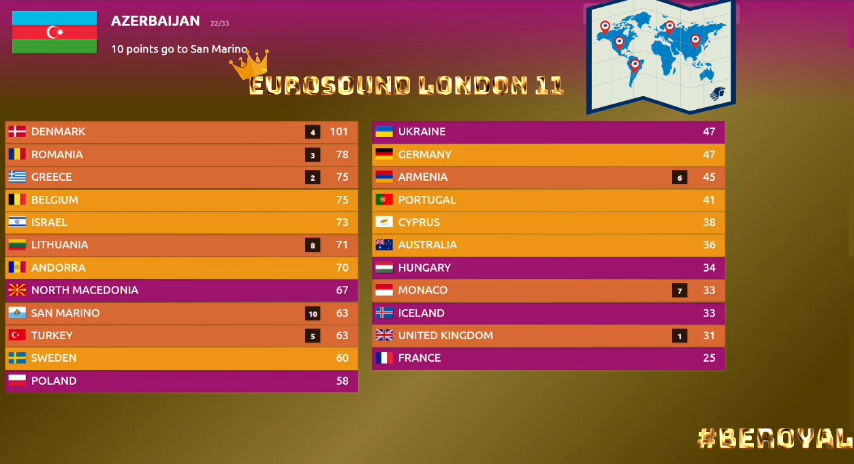 AZERBAIJAN 22/33
10 points go to San Marino
EUROSOUND LONDON 11
DENMARK 4 101
ROMANIA 3 78
GREECE 2 75
BELGIUM 75
ISRAEL 73
LITHUANIA 8 71
ANDORRA 70
NORTH MACEDONIA 67
SAN MARINO 10 63
TURKEY 5 63
SWEDEN 60
POLAND 58
UKRAINE 47
GERMANY 47
ARMENIA 6 45
PORTUGAL 41
CYPRUS 38
AUSTRALIA 36
HUNGARY 34
MONACO 7 33
ICELAND 33
UNITED KINGDOM 1 31
FRANCE 25
#BEROYAL